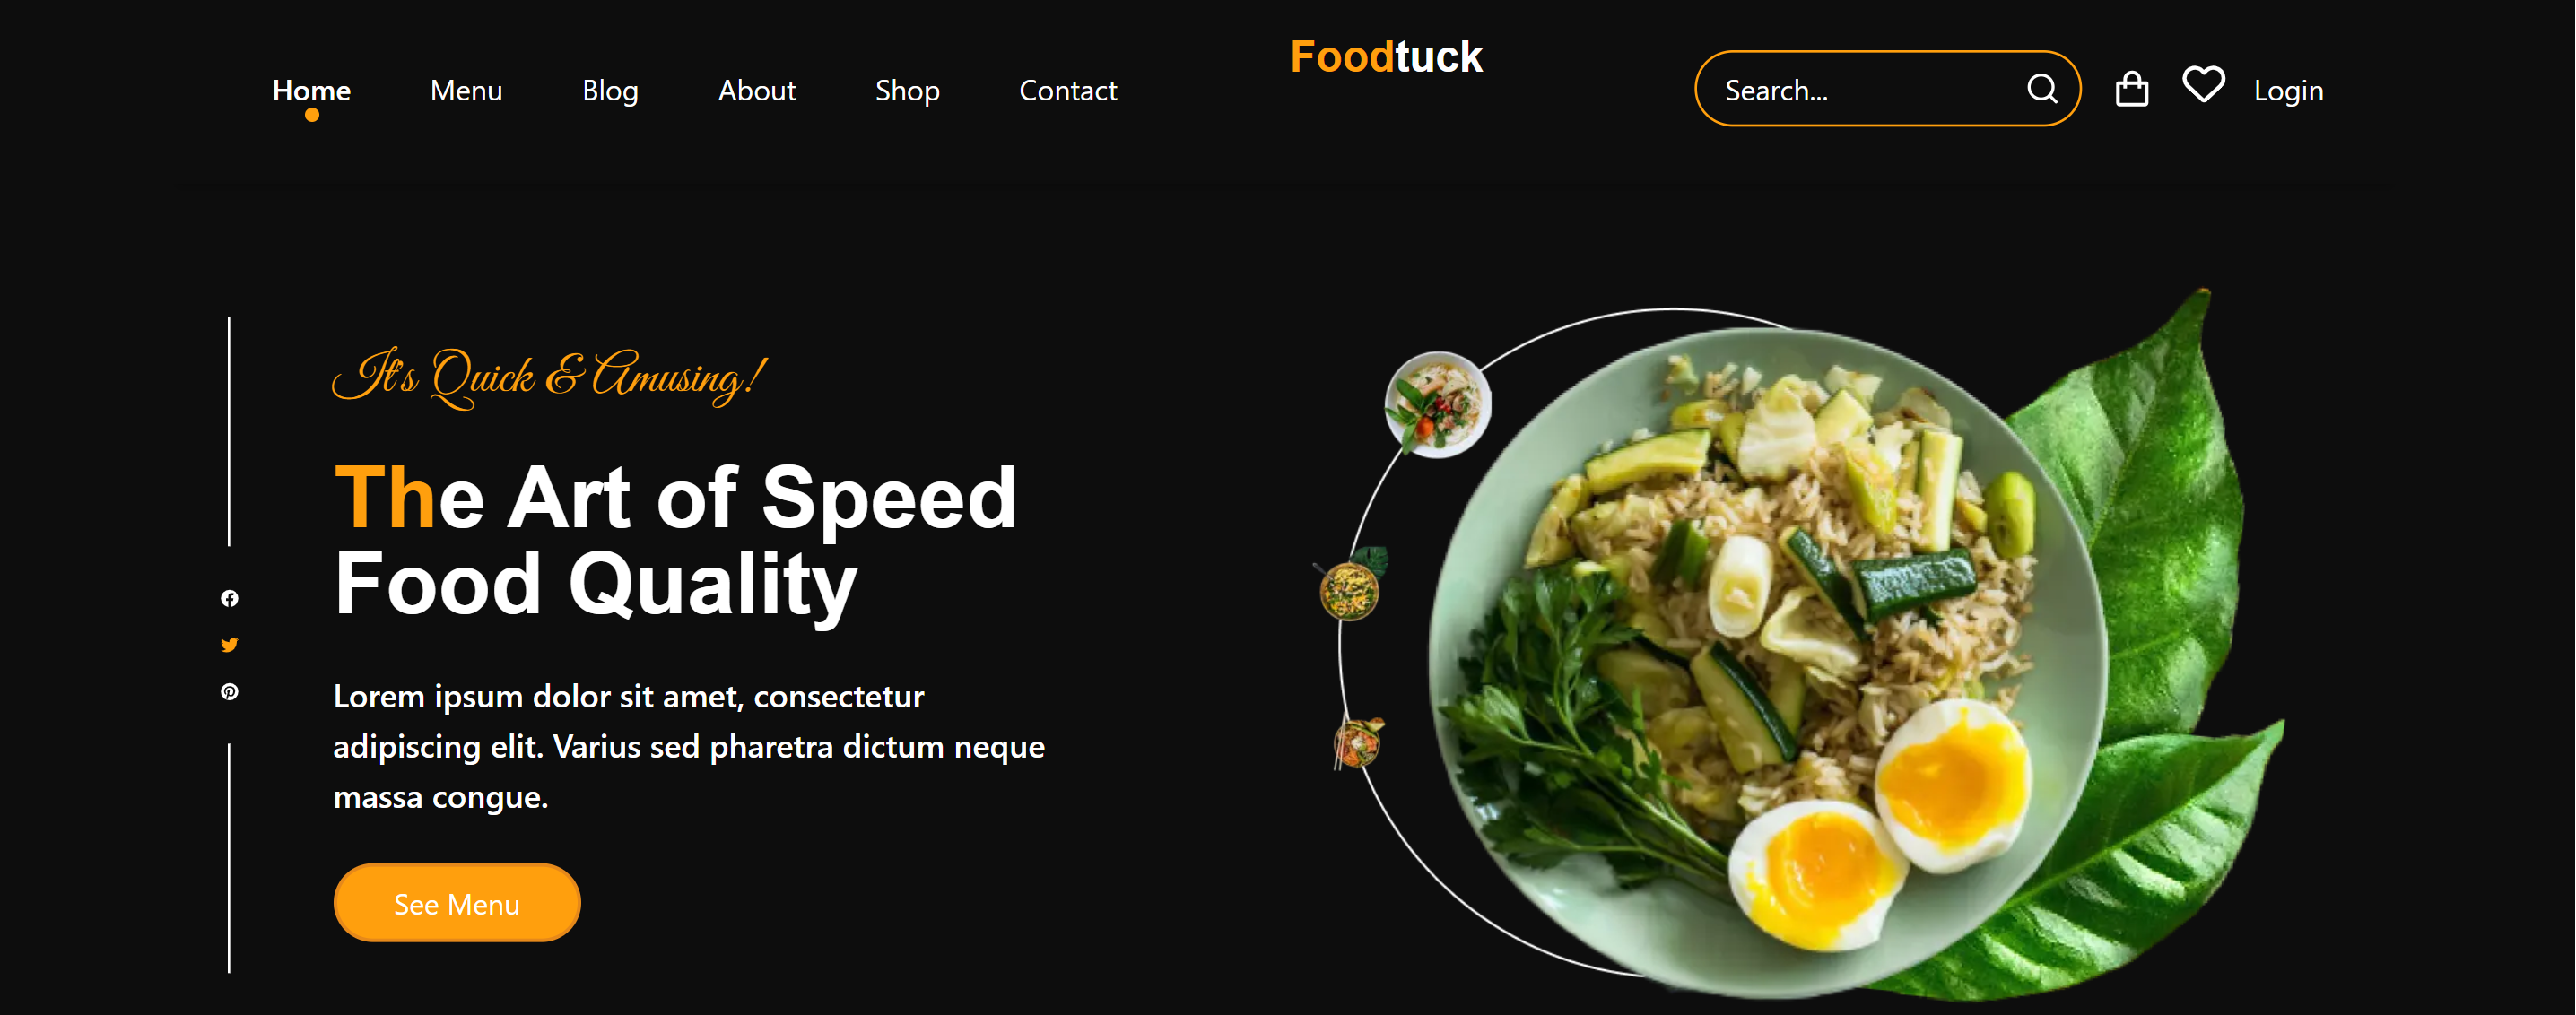 Home
Menu
Blog
About
Shop
Contact
Foodtuck
Search...
Login
It's Quick & Amusing!
The Art of Speed
Food Quality
Lorem ipsum dolor sit amet, consectetur
adipiscing elit. Varius sed pharetra dictum neque
massa congue.
See Menu